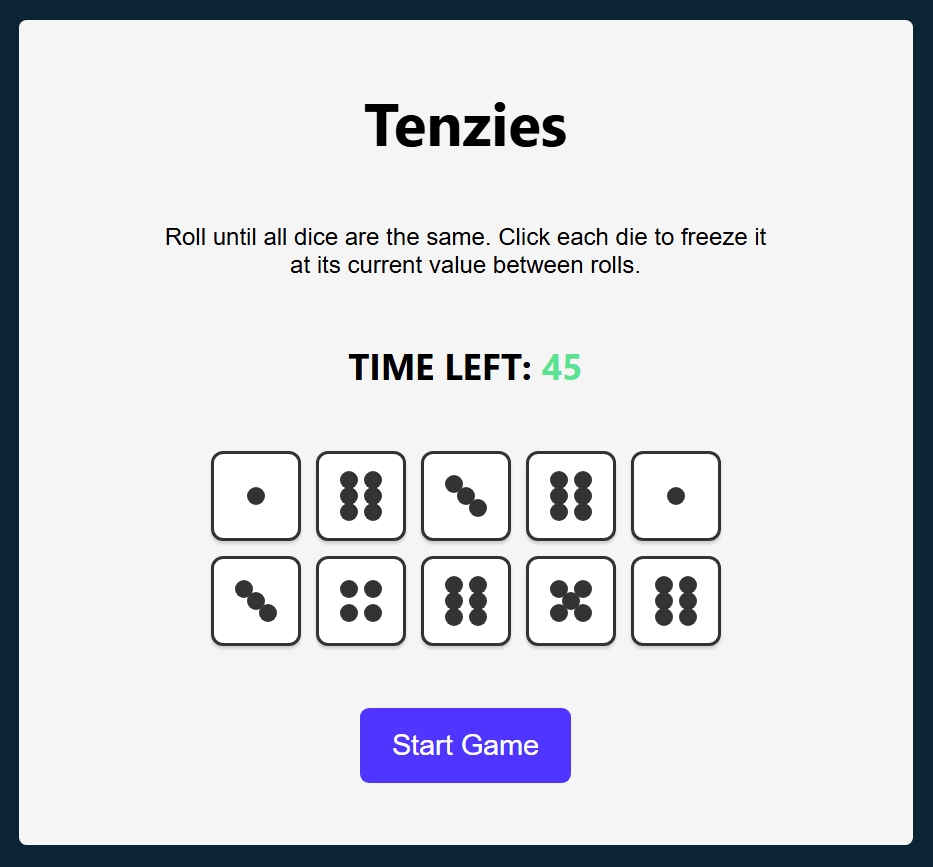 Tenzies
Roll until all dice are the same. Click each die to freeze it
at its current value between rolls.
TIME LEFT: 45
Start Game